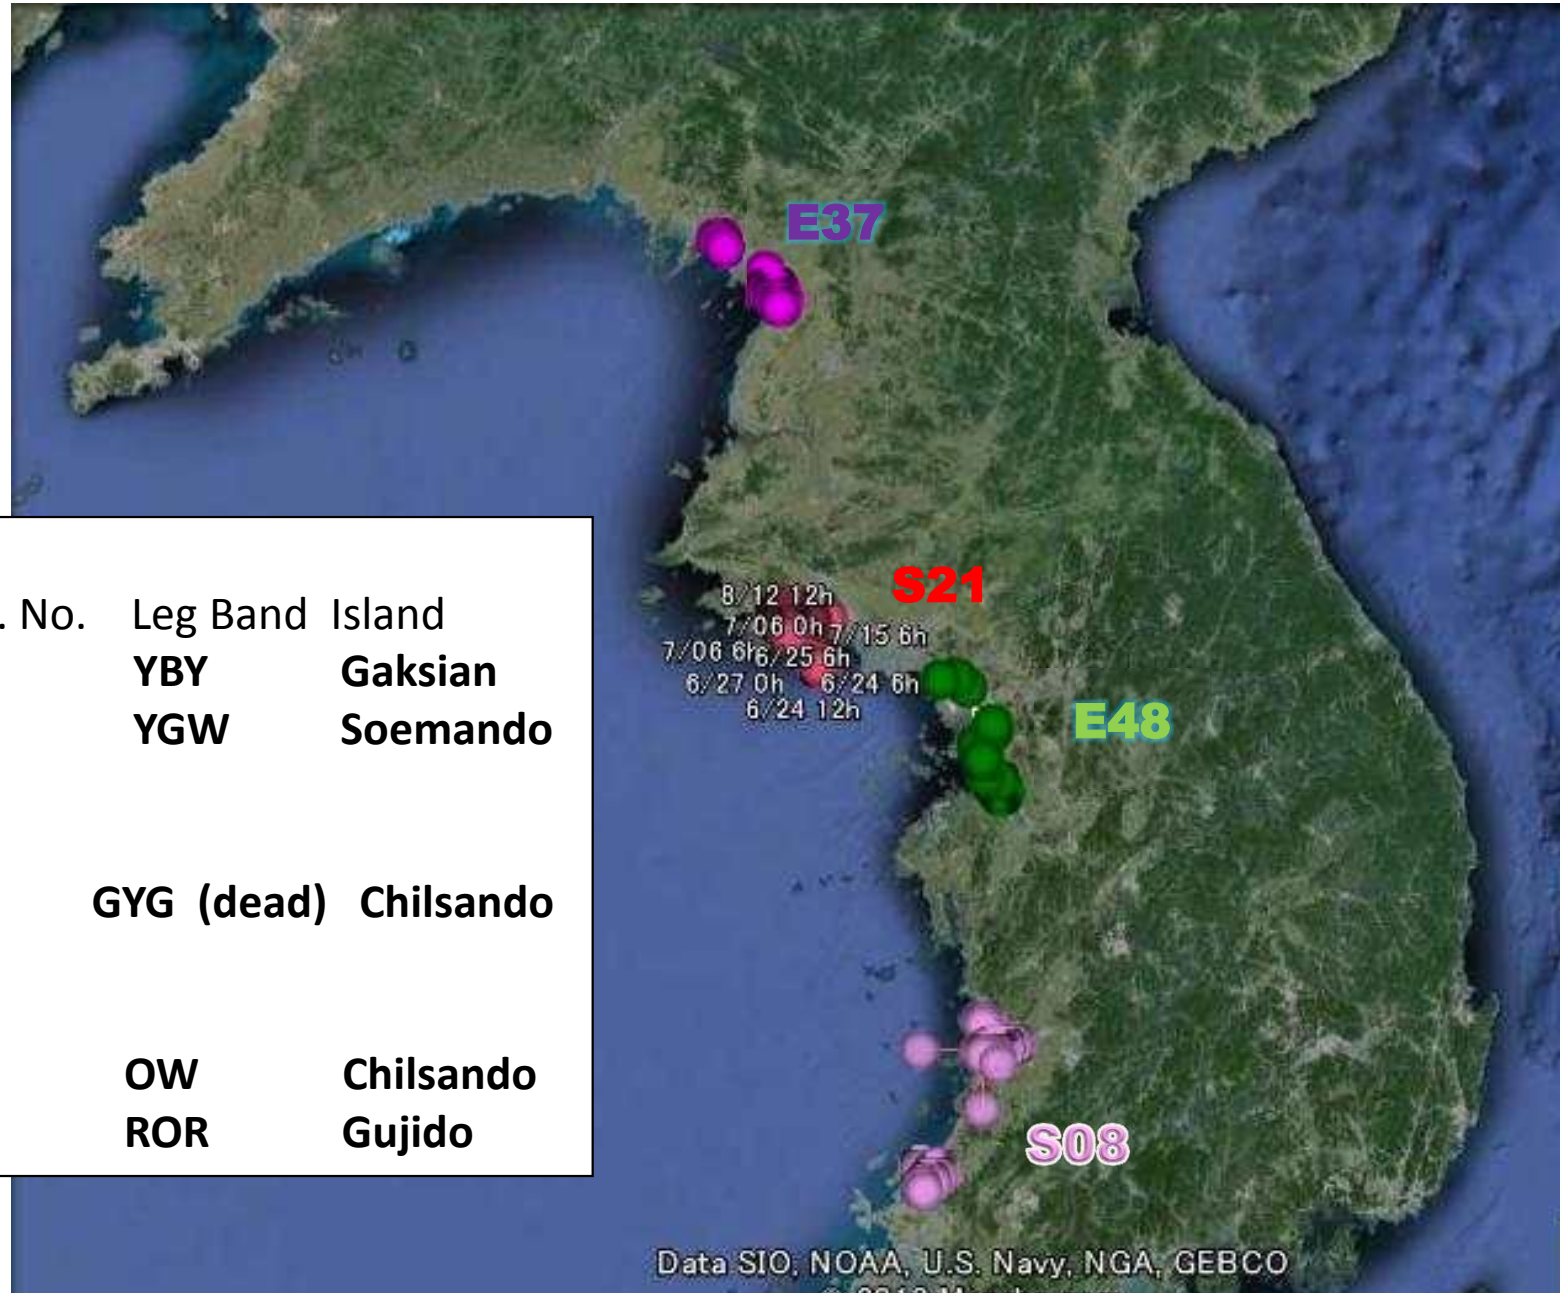 E37
S21
8/12 12h
7/06 0h
7/15 6h
7/06 6h
6/25 6h
6/27 0h
6/24 6h
6/24 12h
E48
S08
. No. Leg Band Island
YBY Gaksian
YGW Soemando
GYG (dead) Chilsando
OW Chilsando
ROR Gujido
Data SIO, NOAA, U.S. Navy, NGA, GEBCO